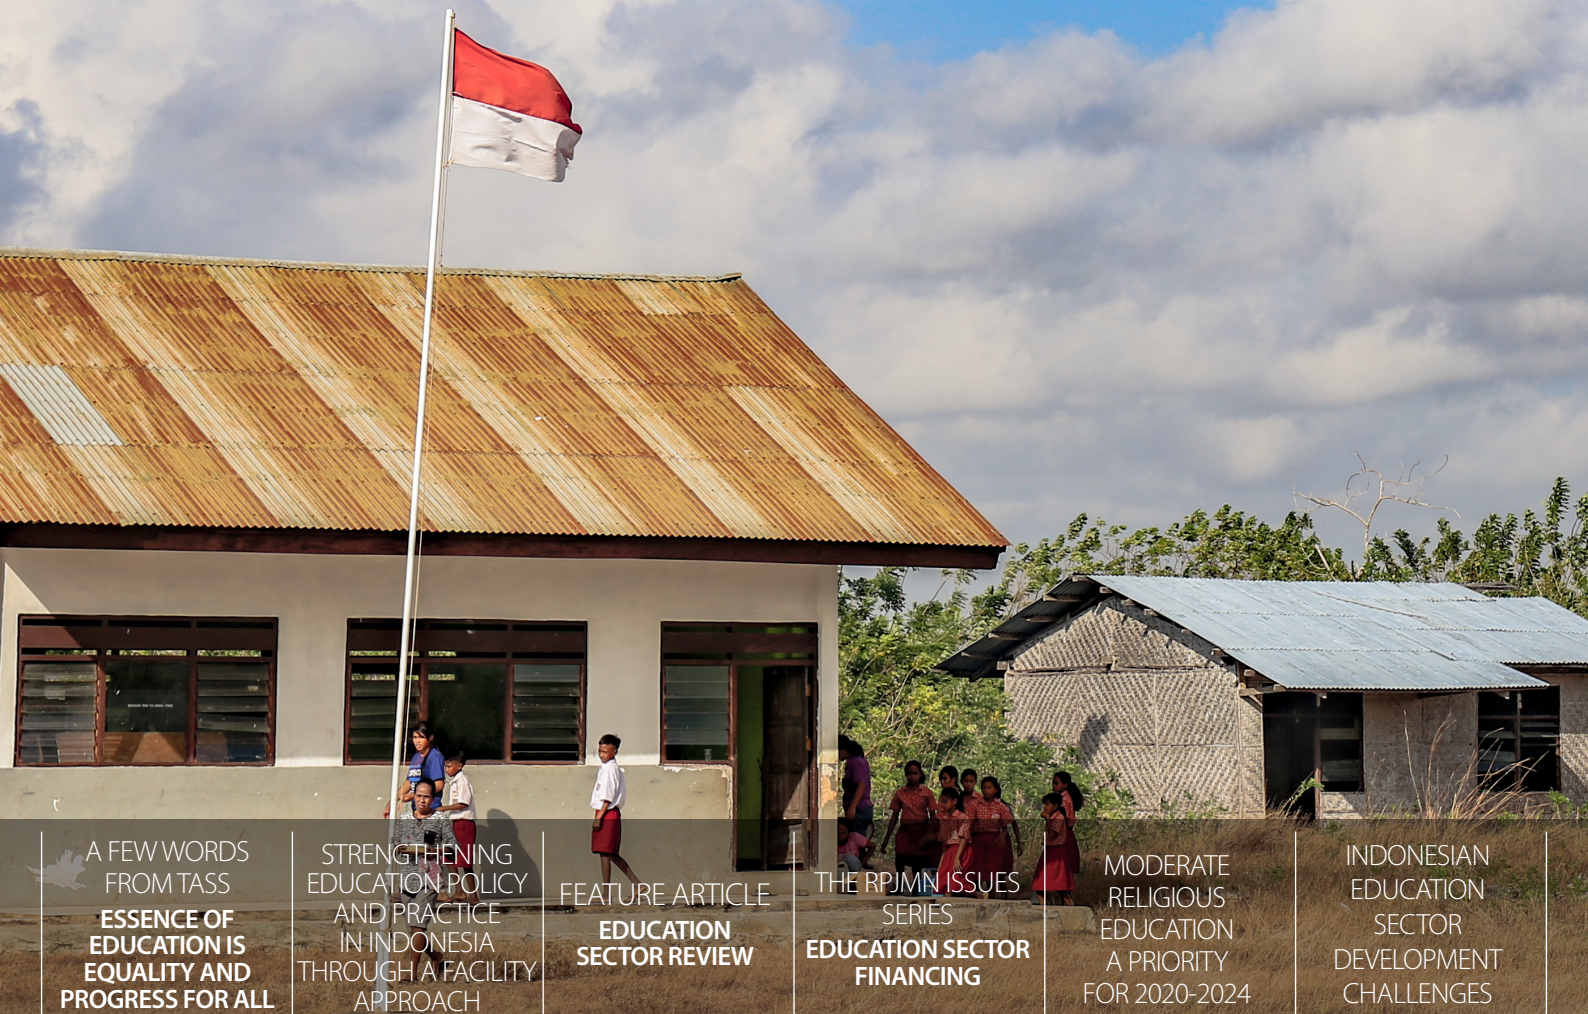 A FEW WORDS
FROM TASS
ESSENCE OF
EDUCATION IS
EQUALITY AND
PROGRESS FOR ALL
STRENGTHENING
EDUCATION POLICY
AND PRACTICE
IN INDONESIA
THROUGH A FACILITY
APPROACH
FEATURE ARTICLE
EDUCATION
SECTOR REVIEW
THE RPJMN ISSUES
SERIES
EDUCATION SECTOR
FINANCING
MODERATE
RELIGIOUS
EDUCATION
A PRIORITY
FOR 2020-2024
INDONESIAN
EDUCATION
SECTOR
DEVELOPMENT
CHALLENGES